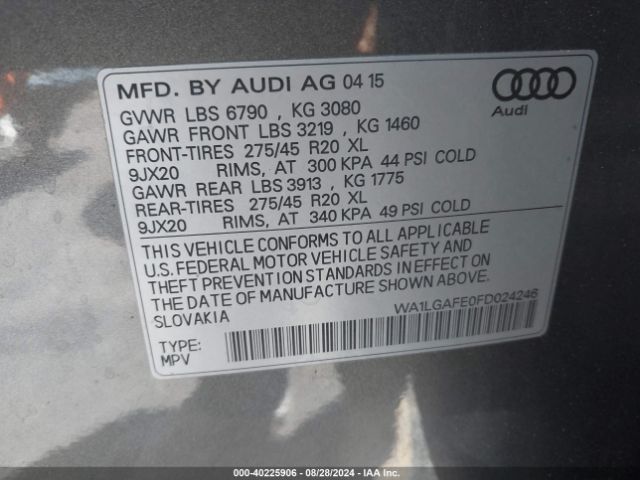 MFD. BY AUDI AG 04 15
GVWR LBS 6790 , KG 3080
GAWR FRONT LBS 3219 , KG 1460
FRONT-TIRES 275/45 R20 XL
9JX20 RIMS, AT 300 KPA 44 PSI COLD
GAWR REAR LBS 3913 , KG 1775
REAR-TIRES 275/45 R20 XL
9JX20 RIMS, AT 340 KPA 49 PSI COLD
Audi
THIS VEHICLE CONFORMS TO ALL APPLICABLE
U.S. FEDERAL MOTOR VEHICLE SAFETY AND
THEFT PREVENTION STANDARDS IN EFFECT ON
THE DATE OF MANUFACTURE SHOWN ABOVE.
SLOVAKIA
WA1LGAFE0FD024246
TYPE:
MPV
000-40225906 - 08/28/2024 - IAA Inc.